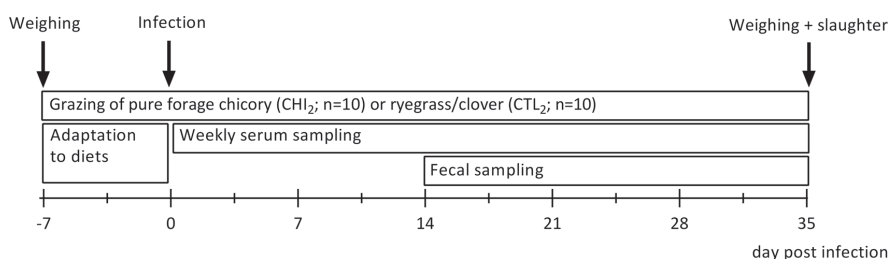 Weighing
Infection
Weighing + slaughter
Grazing of pure forage chicory (CHI₂; n=10) or ryegrass/clover (CTL₂; n=10)
Adaptation
to diets
Weekly serum sampling
Fecal sampling
-7 0 7 14 21 28 35
day post infection